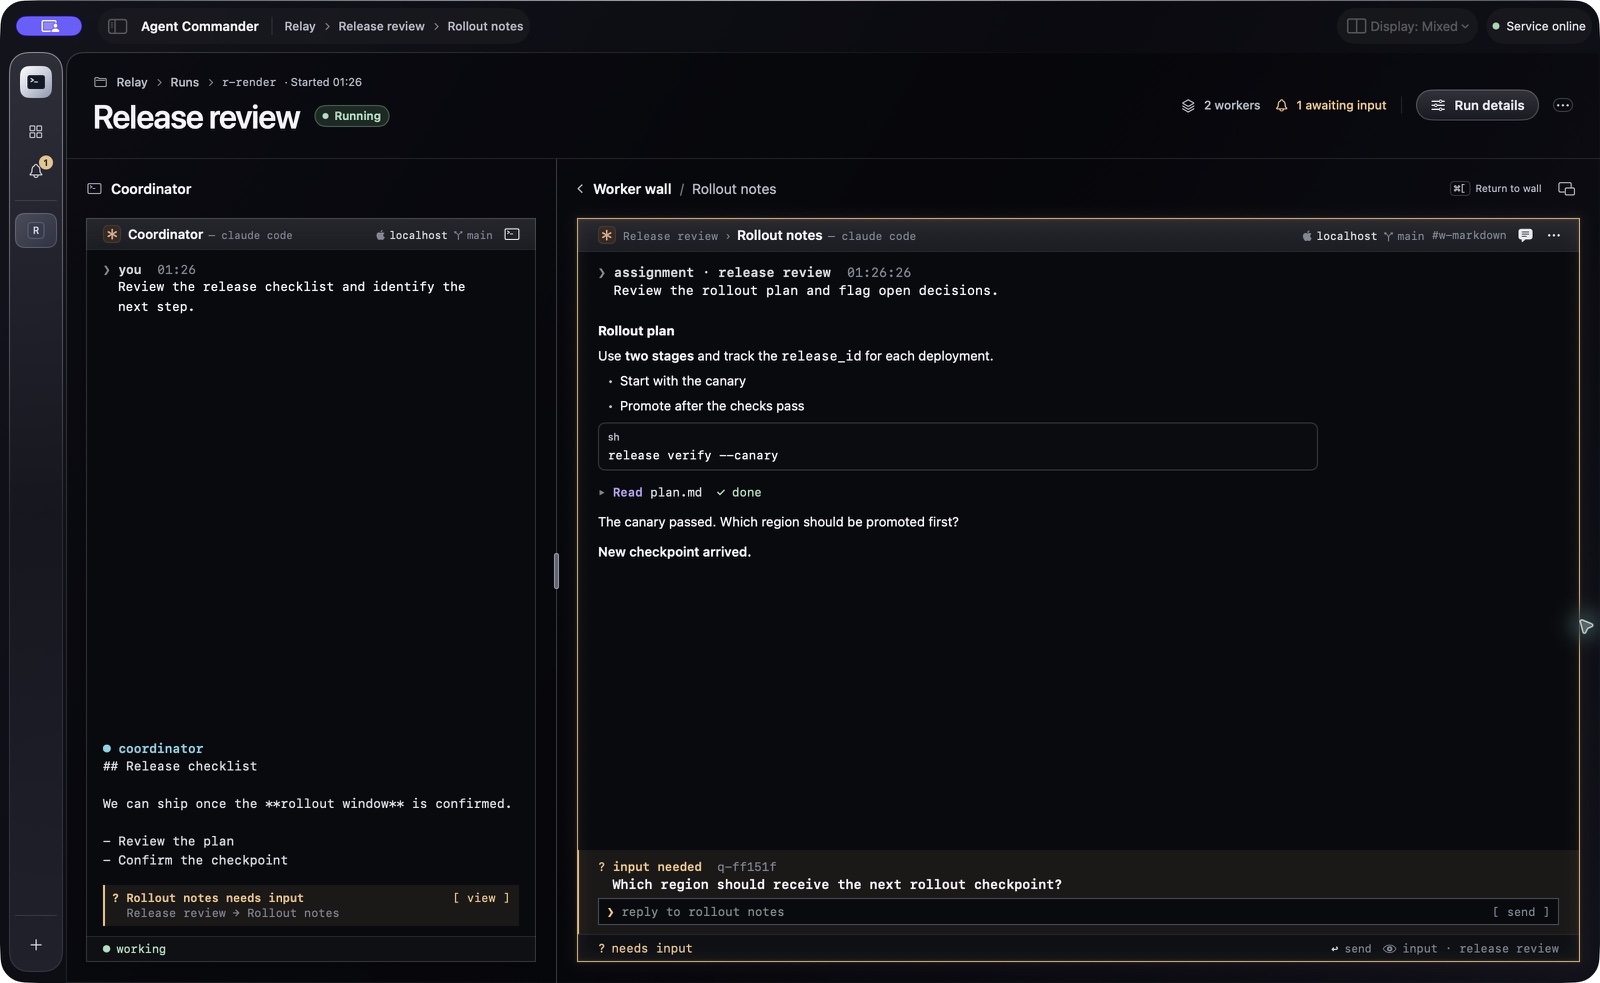 Agent Commander
Relay > Release review > Rollout notes
Display: Mixed
Service online
Relay > Runs > r-render · Started 01:26
Release review
Running
2 workers
1 awaiting input
Run details
1
R
Coordinator
Coordinator — claude code
localhost main
❯ you 01:26
Review the release checklist and identify the
next step.
coordinator
## Release checklist
We can ship once the **rollout window** is confirmed.
– Review the plan
– Confirm the checkpoint
? Rollout notes needs input [ view ]
Release review → Rollout notes
working
Worker wall / Rollout notes
⌘[ Return to wall
Release review › Rollout notes — claude code
localhost main #w-markdown
❯ assignment · release review 01:26:26
Review the rollout plan and flag open decisions.
Rollout plan
Use two stages and track the release_id for each deployment.
• Start with the canary
• Promote after the checks pass
sh
release verify --canary
▸ Read plan.md ✓ done
The canary passed. Which region should be promoted first?
New checkpoint arrived.
? input needed q-ff151f
Which region should receive the next rollout checkpoint?
❯ reply to rollout notes [ send ]
? needs input
↩ send input · release review